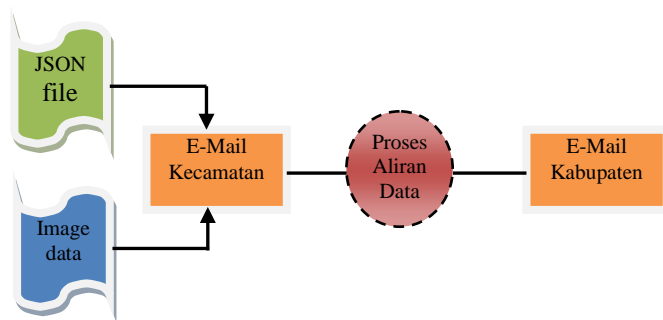 JSON
file
E-Mail
Kecamatan
Proses
Aliran
Data
E-Mail
Kabupaten
Image
data